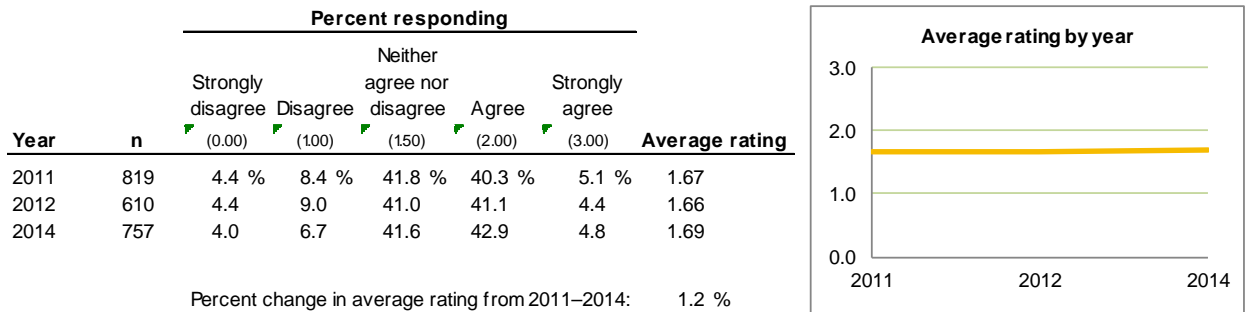 Percent responding
Strongly disagree
Disagree
Neither agree nor disagree
Agree
Strongly agree
Year n (0.00) (1.00) (1.50) (2.00) (3.00) Average rating
2011 819 4.4 % 8.4 % 41.8 % 40.3 % 5.1 % 1.67
2012 610 4.4 9.0 41.0 41.1 4.4 1.66
2014 757 4.0 6.7 41.6 42.9 4.8 1.69
Percent change in average rating from 2011–2014: 1.2 %
Average rating by year
3.0
2.0
1.0
0.0
2011 2012 2014